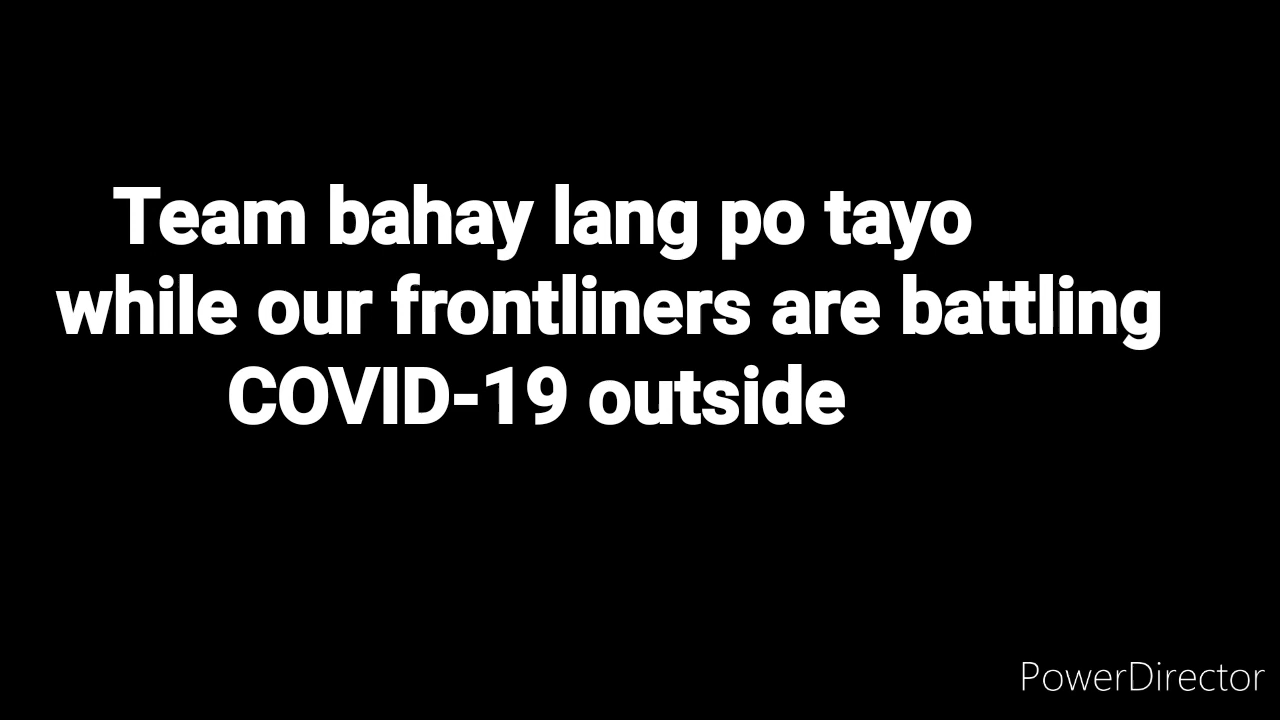 Team bahay lang po tayo
while our frontliners are battling
COVID-19 outside
PowerDirector